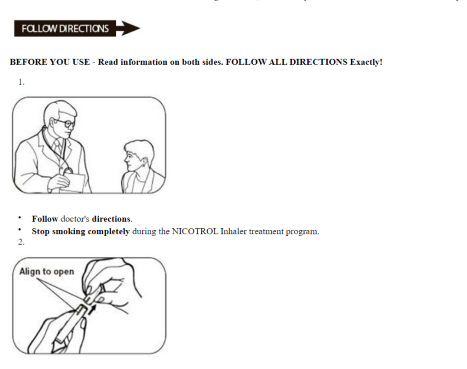 FOLLOW DIRECTIONS
BEFORE YOU USE - Read information on both sides. FOLLOW ALL DIRECTIONS Exactly!
1.
• Follow doctor's directions.
• Stop smoking completely during the NICOTROL Inhaler treatment program.
2.
Align to open